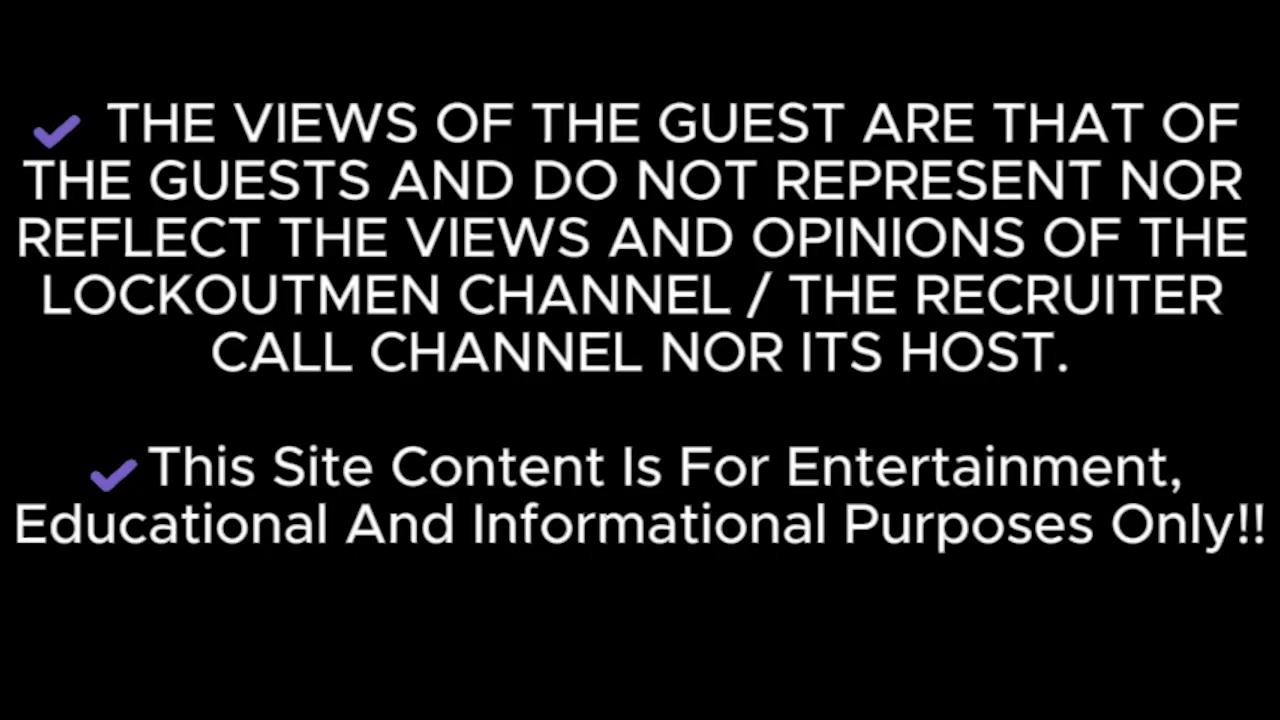 ✔ THE VIEWS OF THE GUEST ARE THAT OF
THE GUESTS AND DO NOT REPRESENT NOR
REFLECT THE VIEWS AND OPINIONS OF THE
LOCKOUTMEN CHANNEL / THE RECRUITER
CALL CHANNEL NOR ITS HOST.
✔This Site Content Is For Entertainment,
Educational And Informational Purposes Only!!